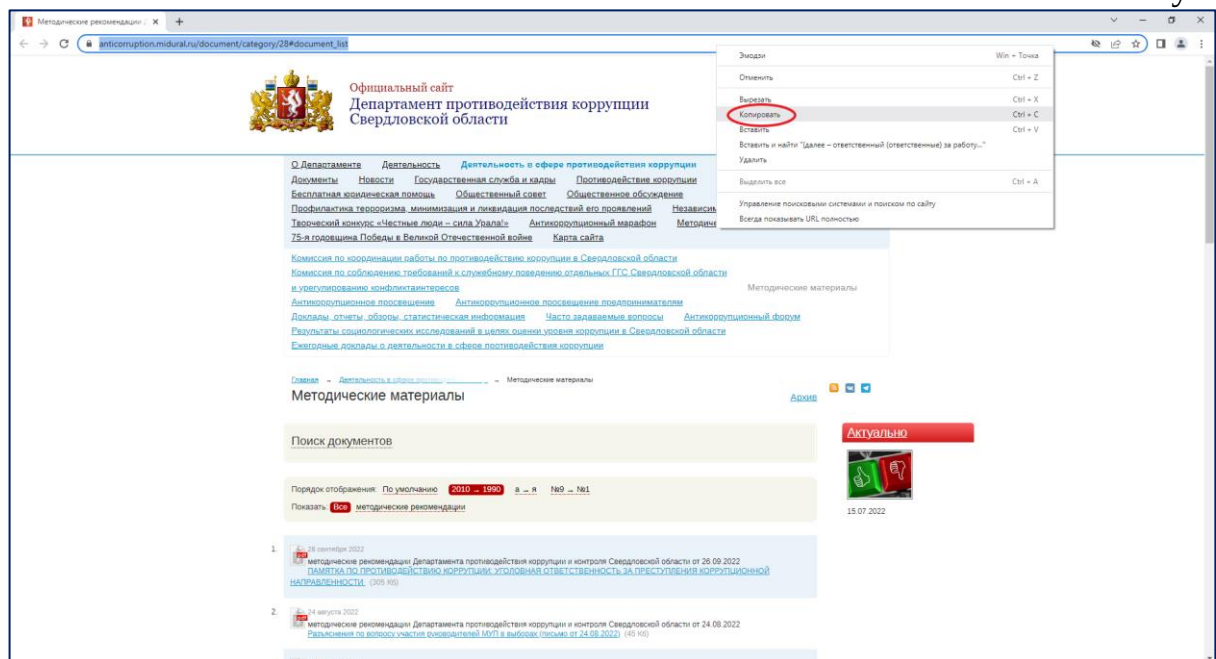 у
Методические рекомендации
anticorruption.midural.ru/document/category/28#document_list
Эмодзи Win + Точка
Отменить Ctrl + Z
Вырезать Ctrl + X
Копировать Ctrl + C
Вставить Ctrl + V
Вставить и найти "(далее – ответственный (ответственные) за работу..."
Удалить
Выделить все Ctrl + A
Управление поисковыми системами и поиском по сайту
Всегда показывать URL полностью
Официальный сайт
Департамент противодействия коррупции
Свердловской области
О Департаменте Деятельность Деятельность в сфере противодействия коррупции
Документы Новости Государственная служба и кадры Противодействие коррупции
Бесплатная юридическая помощь Общественный совет Общественное обсуждение
Профилактика терроризма, минимизация и ликвидация последствий его проявлений Независим
Творческий конкурс «Честные люди – сила Урала!» Антикоррупционный марафон Методиче
75-я годовщина Победы в Великой Отечественной войне Карта сайта
Комиссия по координации работы по противодействию коррупции в Свердловской области
Комиссия по соблюдению требований к служебному поведению отдельных ГГС Свердловской области
и урегулированию конфликтаинтересов Методические материалы
Антикоррупционное просвещение Антикоррупционное просвещение предпринимателям
Доклады, отчеты, обзоры, статистическая информация Часто задаваемые вопросы Антикоррупционный форум
Результаты социологических исследований в целях оценки уровня коррупции в Свердловской области
Ежегодные доклады о деятельности в сфере противодействия коррупции
Главная → Деятельность в сфере → Методические материалы
Методические материалы Архив
Поиск документов
Актуально
Порядок отображения: По умолчанию 2010 → 1990 а → я №9 → №1
Показать: Все методические рекомендации
15.07.2022
1. 26 сентября 2022
pdf методические рекомендации Департамента противодействия коррупции и контроля Свердловской области от 26.09.2022
ПАМЯТКА ПО ПРОТИВОДЕЙСТВИЮ КОРРУПЦИИ: УГОЛОВНАЯ ОТВЕТСТВЕННОСТЬ ЗА ПРЕСТУПЛЕНИЯ КОРРУПЦИОННОЙ
НАПРАВЛЕННОСТИ. (305 Кб)
2. 24 августа 2022
pdf методические рекомендации Департамента противодействия коррупции и контроля Свердловской области от 24.08.2022
Разъяснения по вопросу участия руководителей МУП в выборах (письмо от 24.08.2022) (45 Кб)